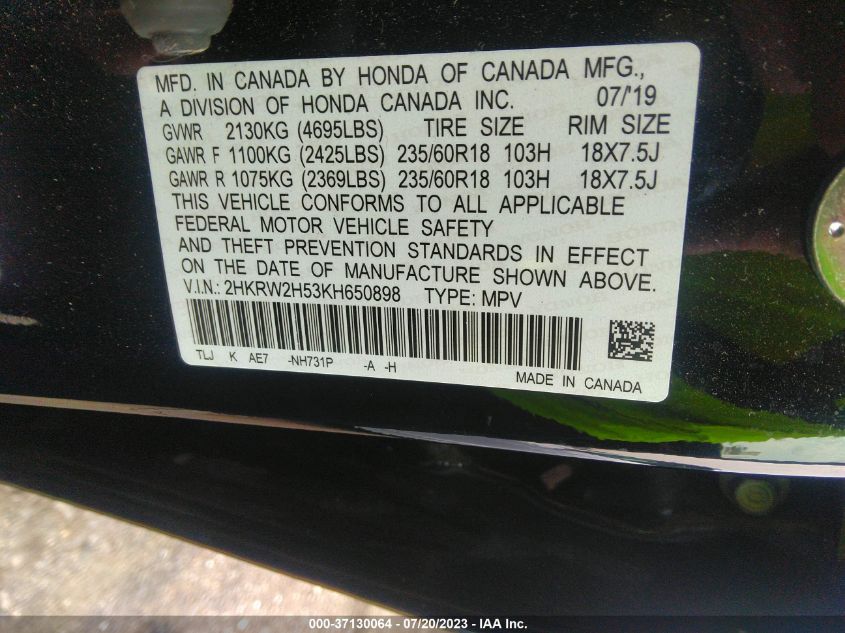 MFD. IN CANADA BY HONDA OF CANADA MFG.,
A DIVISION OF HONDA CANADA INC. 07/'19
GVWR 2130KG (4695LBS) TIRE SIZE RIM SIZE
GAWR F 1100KG (2425LBS) 235/60R18 103H 18X7.5J
GAWR R 1075KG (2369LBS) 235/60R18 103H 18X7.5J
THIS VEHICLE CONFORMS TO ALL APPLICABLE
FEDERAL MOTOR VEHICLE SAFETY
AND THEFT PREVENTION STANDARDS IN EFFECT
ON THE DATE OF MANUFACTURE SHOWN ABOVE.
V.I.N.: 2HKRW2H53KH650898 TYPE: MPV
TLJ K AE7 -NH731P -A -H
MADE IN CANADA
000-37130064 - 07/20/2023 - IAA Inc.